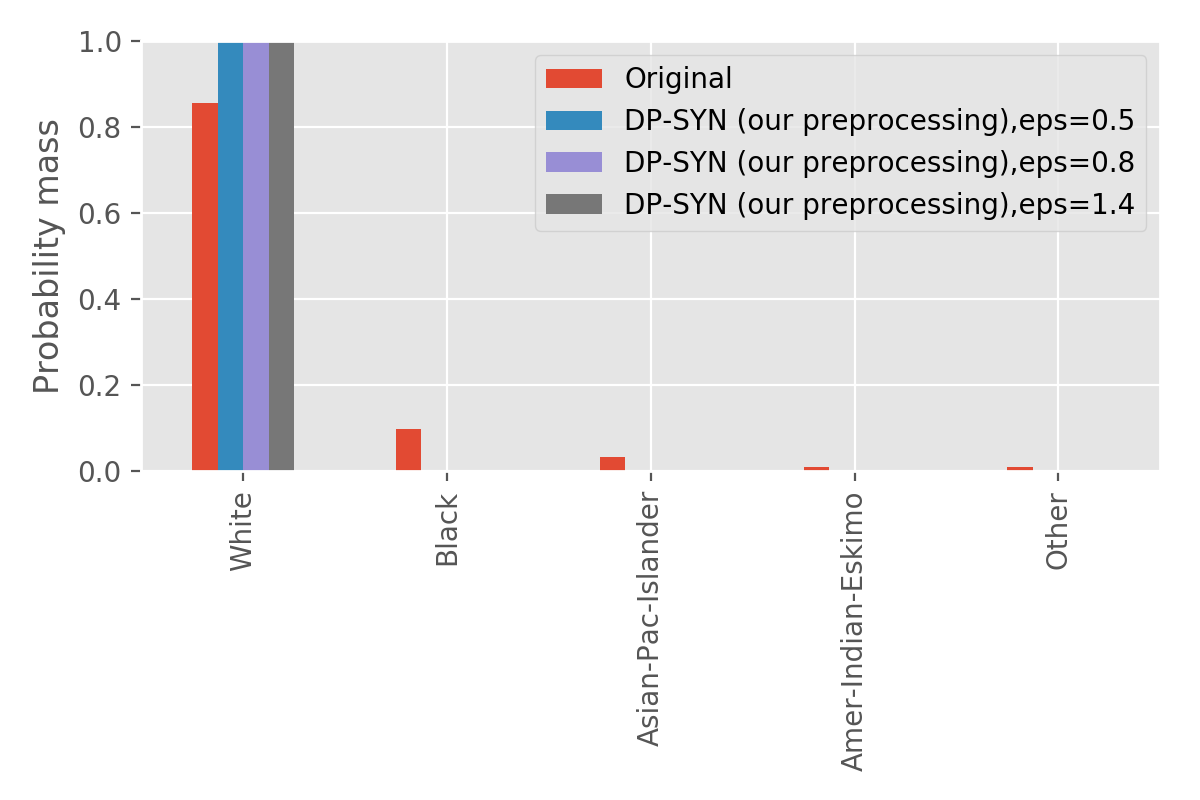 1.0
0.8
0.6
0.4
0.2
0.0
Probability mass
Original
DP-SYN (our preprocessing),eps=0.5
DP-SYN (our preprocessing),eps=0.8
DP-SYN (our preprocessing),eps=1.4
White
Black
Asian-Pac-Islander
Amer-Indian-Eskimo
Other